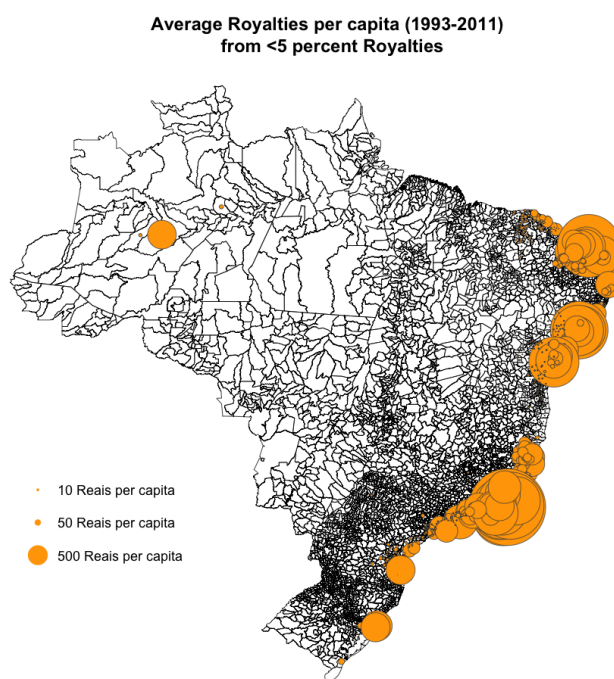 Average Royalties per capita (1993-2011)
from <5 percent Royalties
10 Reais per capita
50 Reais per capita
500 Reais per capita